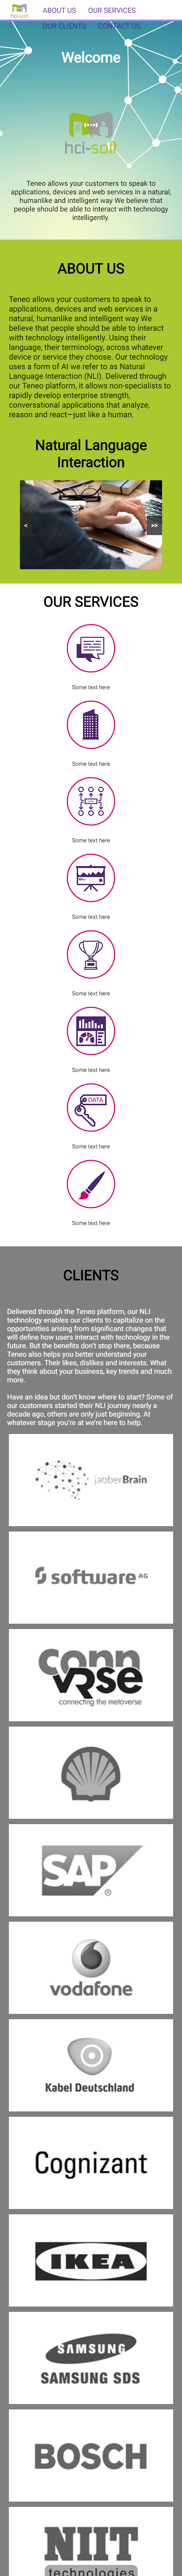 hci-soft
ABOUT US OUR SERVICES
OUR CLIENTS CONTACT US
Welcome
hci-soft
Teneo allows your customers to speak to
applications, devices and web services in a natural,
humanlike and intelligent way We believe that
people should be able to interact with technology
intelligently.
ABOUT US
Teneo allows your customers to speak to
applications, devices and web services in a
natural, humanlike and intelligent way We
believe that people should be able to interact
with technology intelligently. Using their
language, their terminology, across whatever
device or service they choose. Our technology
uses a form of AI we refer to as Natural
Language Interaction (NLI). Delivered through
our Teneo platform, it allows non-specialists to
rapidly develop enterprise strength,
conversational applications that analyze,
reason and react—just like a human.
Natural Language
Interaction
< >>
OUR SERVICES
Some text here
Some text here
Some text here
Some text here
Some text here
Some text here
DATA
Some text here
Some text here
CLIENTS
Delivered through the Teneo platform, our NLI
technology enables our clients to capitalize on the
opportunities arising from significant changes that
will define how users interact with technology in the
future. But the benefits don't stop there, because
Teneo also helps you better understand your
customers. Their likes, dislikes and interests. What
they think about your business, key trends and much
more.
Have an idea but don't know where to start? Some of
our customers started their NLI journey nearly a
decade ago, others are only just beginning. At
whatever stage you're at we're here to help.
jabberBrain
software AG
conn
VRSE
connecting the metaverse
SAP
vodafone
Kabel Deutschland
Cognizant
IKEA
SAMSUNG
SAMSUNG SDS
BOSCH
NIIT
technologies